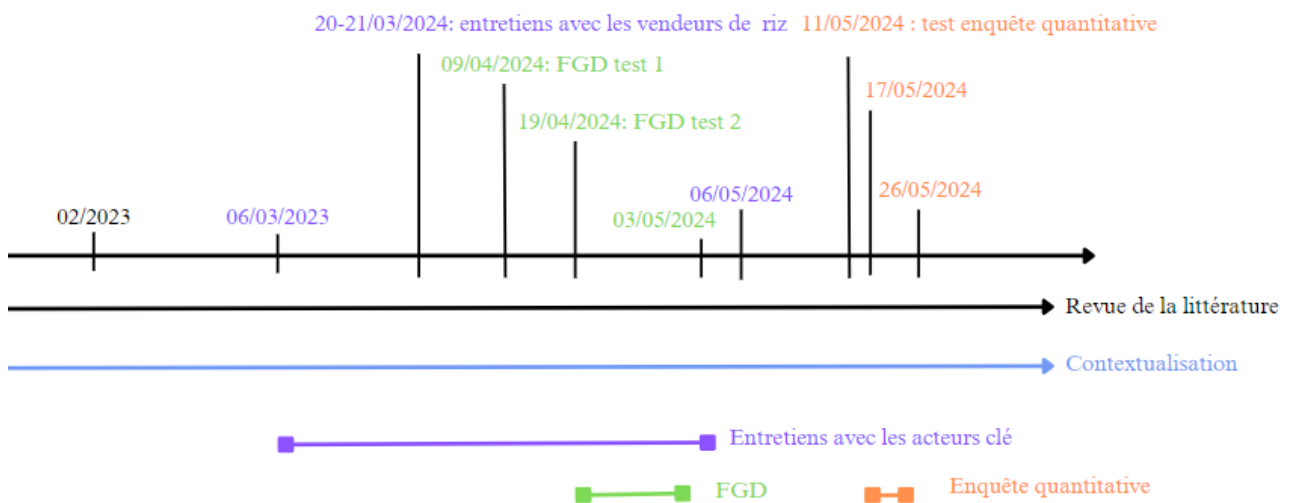 20-21/03/2024: entretiens avec les vendeurs de riz
11/05/2024 : test enquête quantitative
09/04/2024: FGD test 1
17/05/2024
19/04/2024: FGD test 2
06/05/2024
26/05/2024
02/2023
06/03/2023
03/05/2024
Revue de la littérature
Contextualisation
Entretiens avec les acteurs clé
FGD
Enquête quantitative